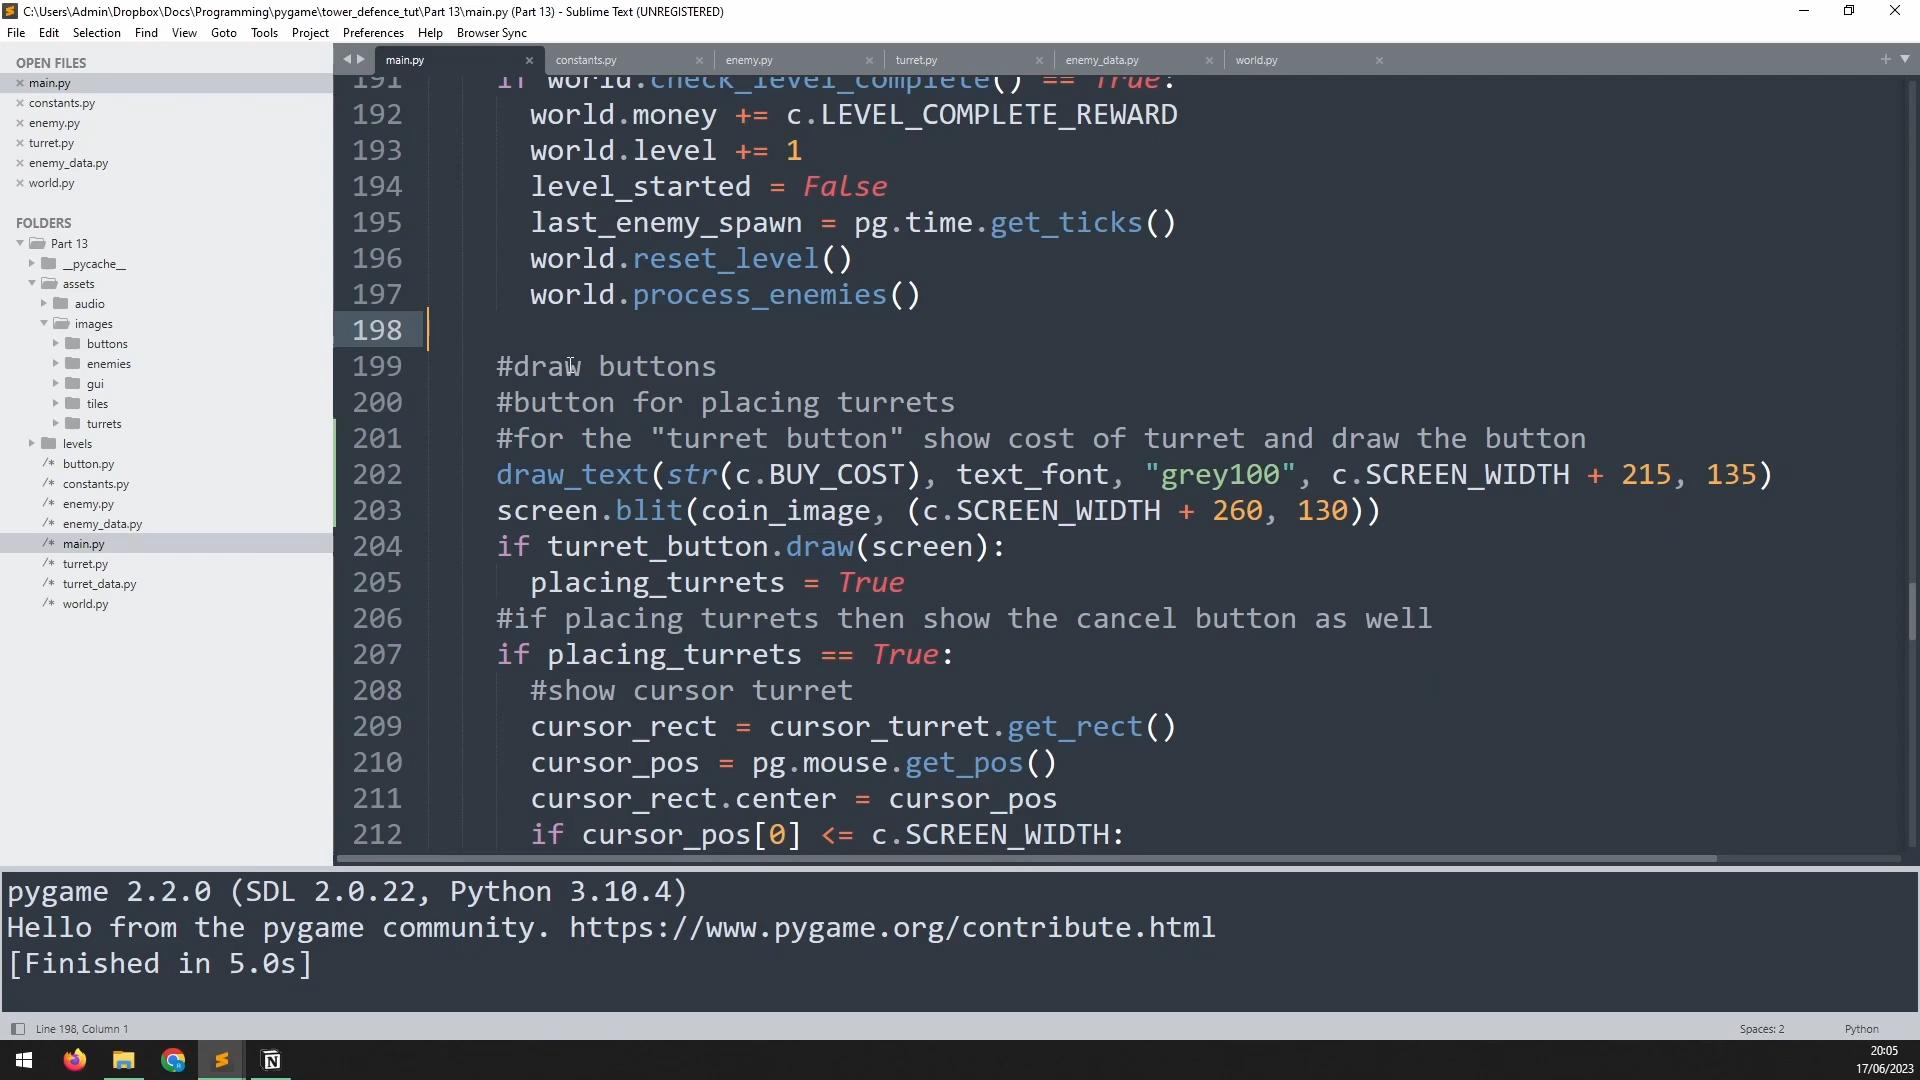 C:\Users\Admin\Dropbox\Docs\Programming\pygame\tower_defence_tut\Part 13\main.py (Part 13) - Sublime Text (UNREGISTERED)
File Edit Selection Find View Goto Tools Project Preferences Help Browser Sync
OPEN FILES
main.py
constants.py
enemy.py
turret.py
enemy_data.py
world.py
FOLDERS
Part 13
__pycache__
assets
audio
images
buttons
enemies
gui
tiles
turrets
levels
/* button.py
/* constants.py
/* enemy.py
/* enemy_data.py
/* main.py
/* turret.py
/* turret_data.py
/* world.py
main.py constants.py enemy.py turret.py enemy_data.py world.py
191 if world.check_level_complete() == True:
192 world.money += c.LEVEL_COMPLETE_REWARD
193 world.level += 1
194 level_started = False
195 last_enemy_spawn = pg.time.get_ticks()
196 world.reset_level()
197 world.process_enemies()
198
199 #draw buttons
200 #button for placing turrets
201 #for the "turret button" show cost of turret and draw the button
202 draw_text(str(c.BUY_COST), text_font, "grey100", c.SCREEN_WIDTH + 215, 135)
203 screen.blit(coin_image, (c.SCREEN_WIDTH + 260, 130))
204 if turret_button.draw(screen):
205 placing_turrets = True
206 #if placing turrets then show the cancel button as well
207 if placing_turrets == True:
208 #show cursor turret
209 cursor_rect = cursor_turret.get_rect()
210 cursor_pos = pg.mouse.get_pos()
211 cursor_rect.center = cursor_pos
212 if cursor_pos[0] <= c.SCREEN_WIDTH:
pygame 2.2.0 (SDL 2.0.22, Python 3.10.4)
Hello from the pygame community. https://www.pygame.org/contribute.html
[Finished in 5.0s]
Line 198, Column 1 Spaces: 2 Python
20:05
17/06/2023